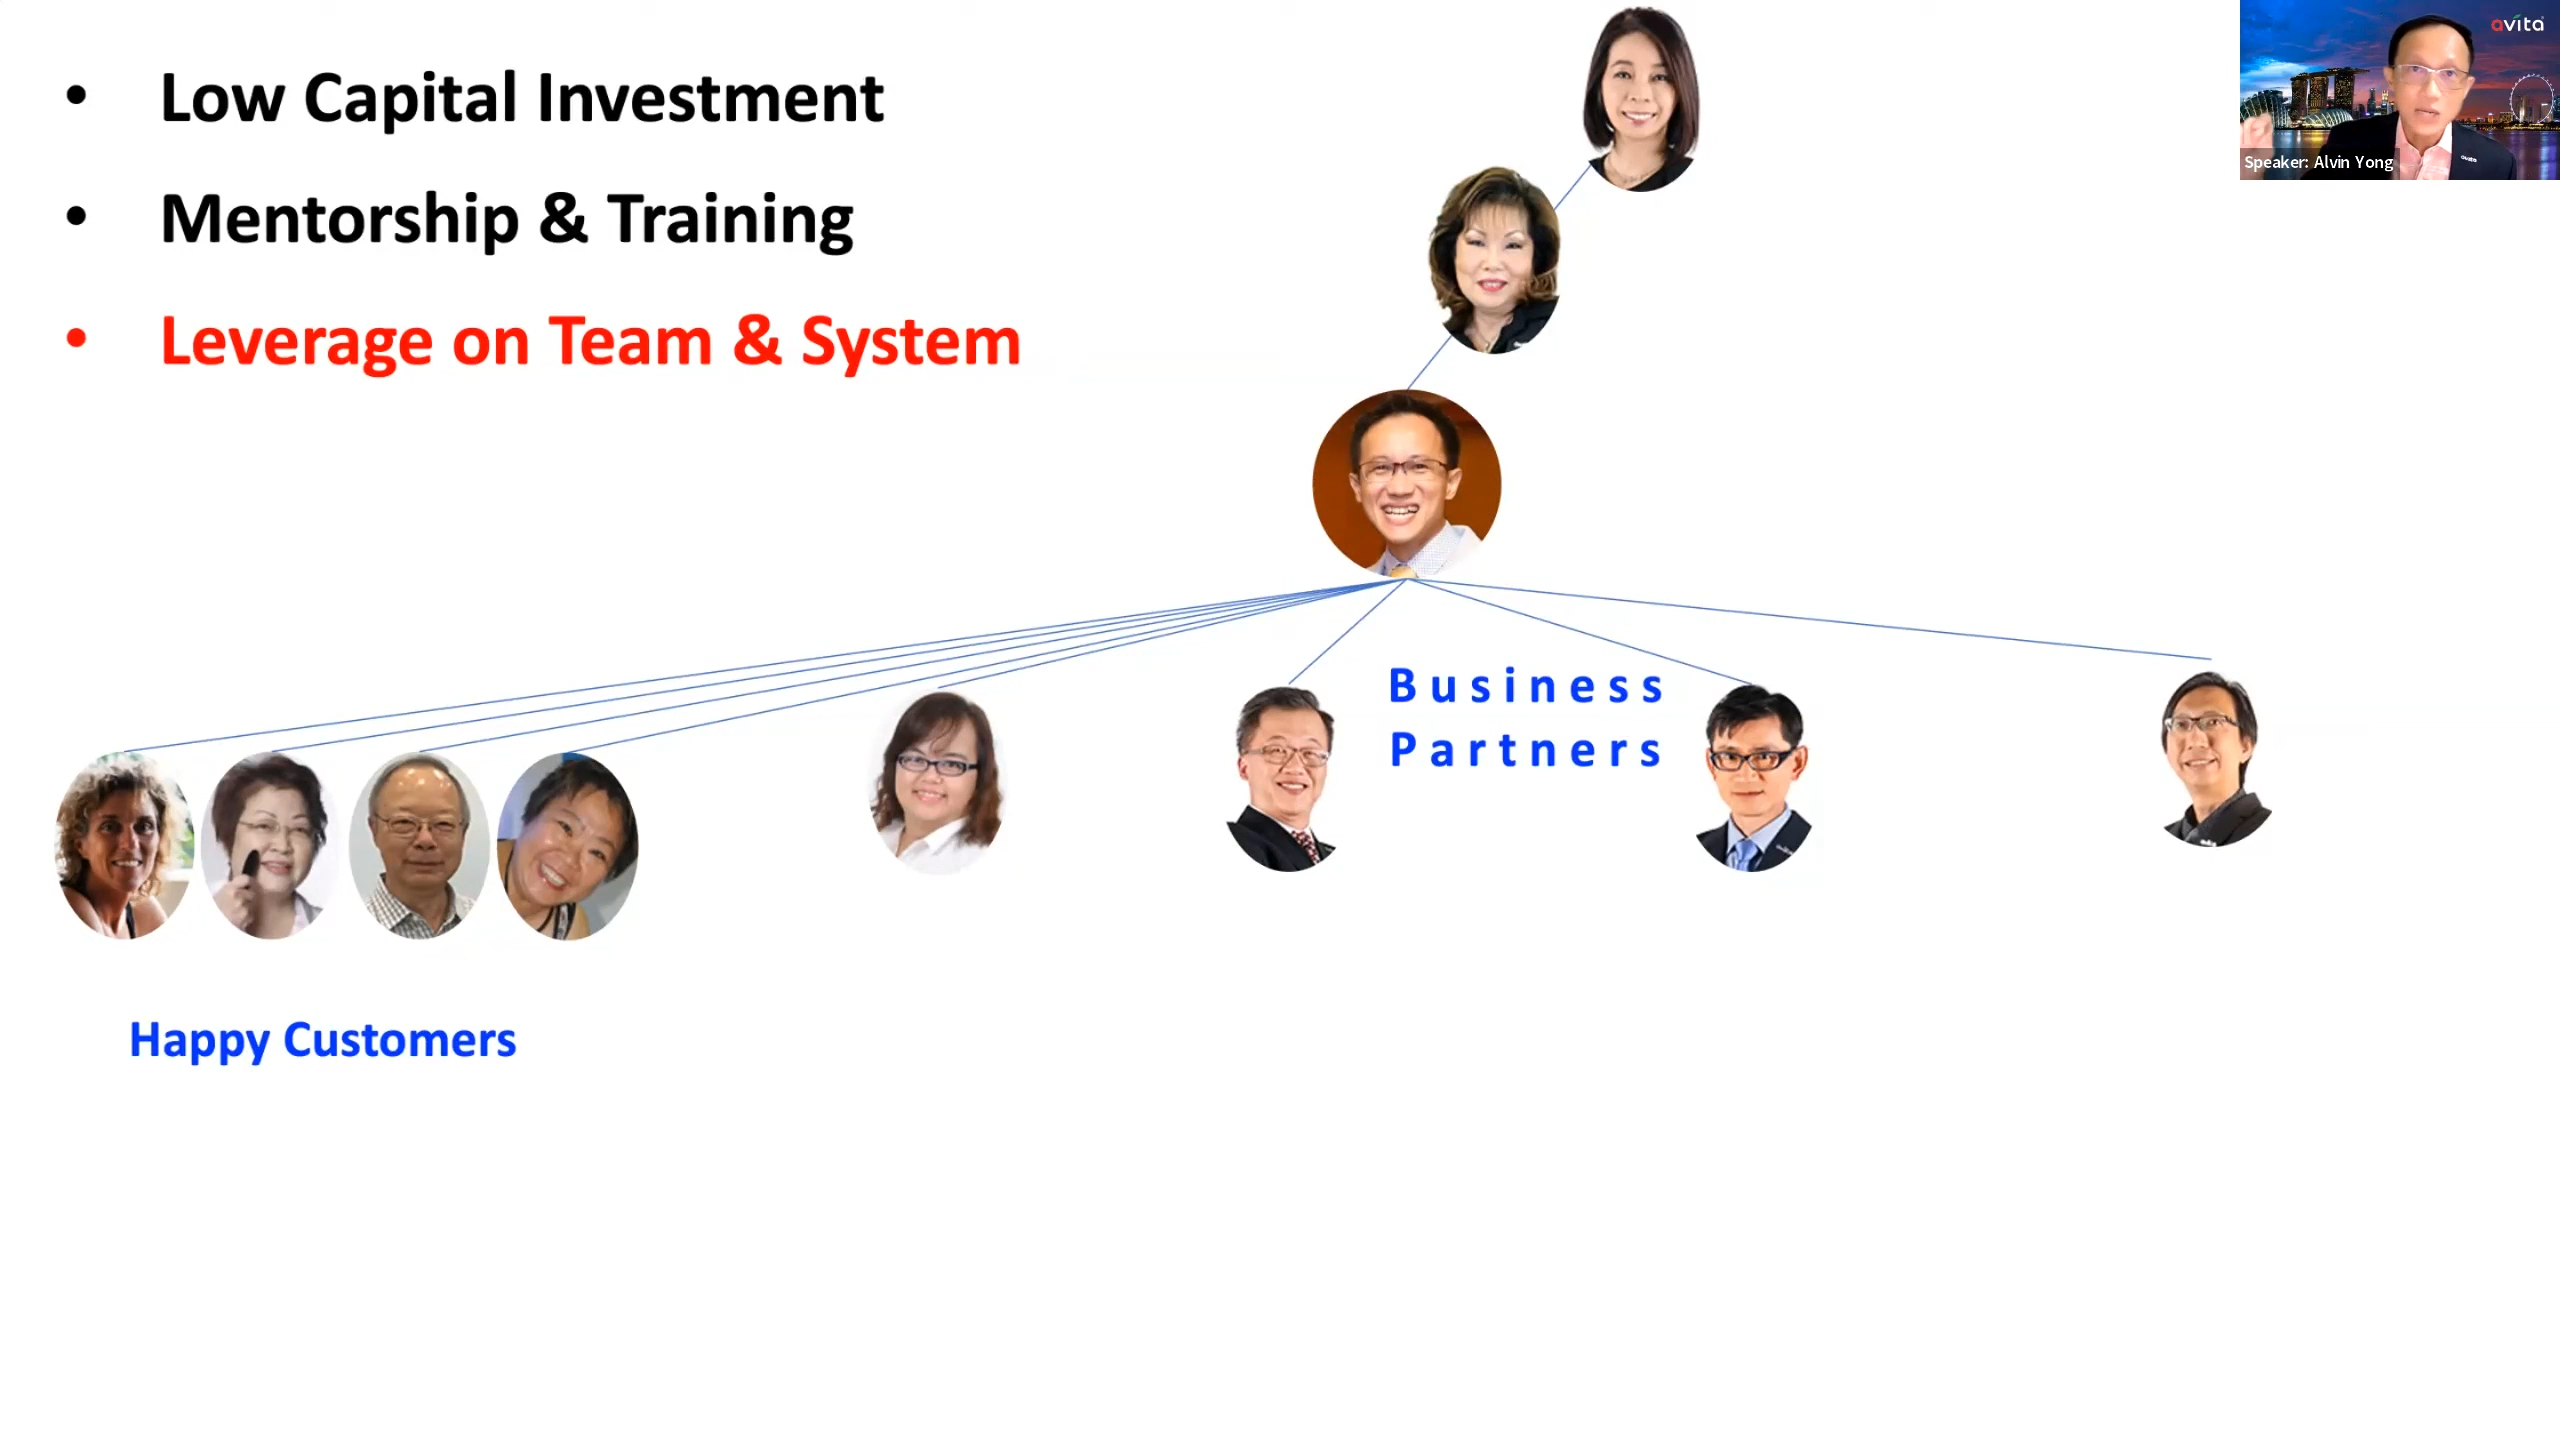 • Low Capital Investment
• Mentorship & Training
• Leverage on Team & System
avita
Speaker: Alvin Yong
Business
Partners
Happy Customers